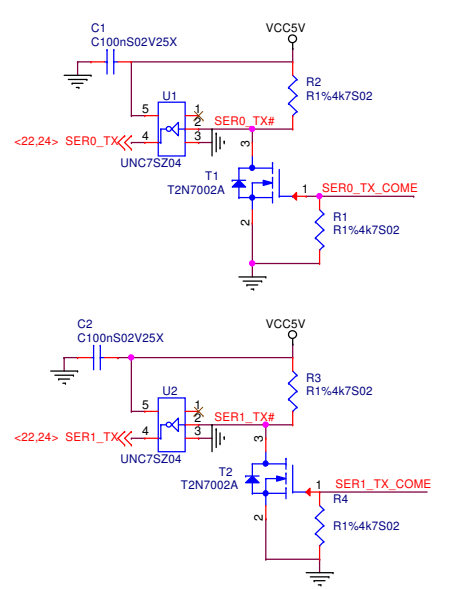 C1
C100nS02V25X
VCC5V
R2
R1%4k7S02
U1
5
1
4
2
3
SER0_TX#
<22,24> SER0_TX
UNC7SZ04
3
T1
T2N7002A
1
SER0_TX_COME
2
R1
R1%4k7S02
C2
C100nS02V25X
VCC5V
R3
R1%4k7S02
U2
5
1
4
2
3
SER1_TX#
<22,24> SER1_TX
UNC7SZ04
3
T2
T2N7002A
1
SER1_TX_COME
2
R4
R1%4k7S02